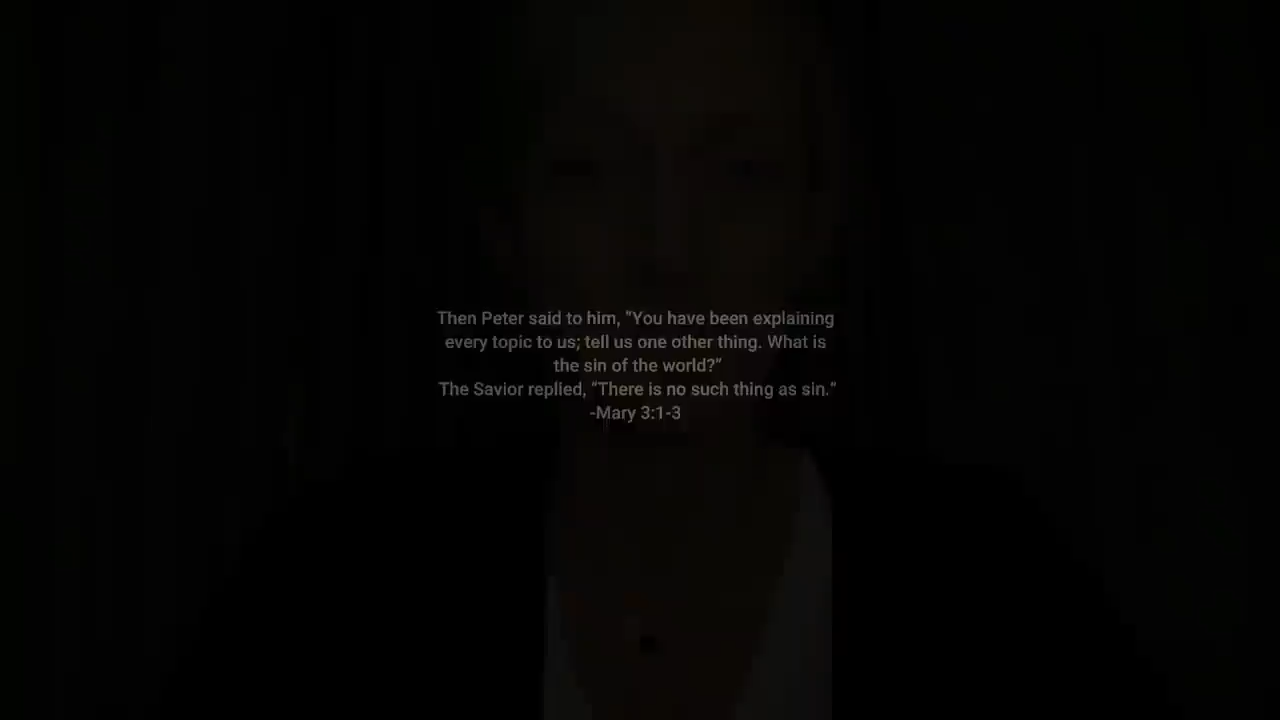 Then Peter said to him, “You have been explaining
every topic to us; tell us one other thing. What is
the sin of the world?”
The Savior replied, “There is no such thing as sin.”
-Mary 3:1-3